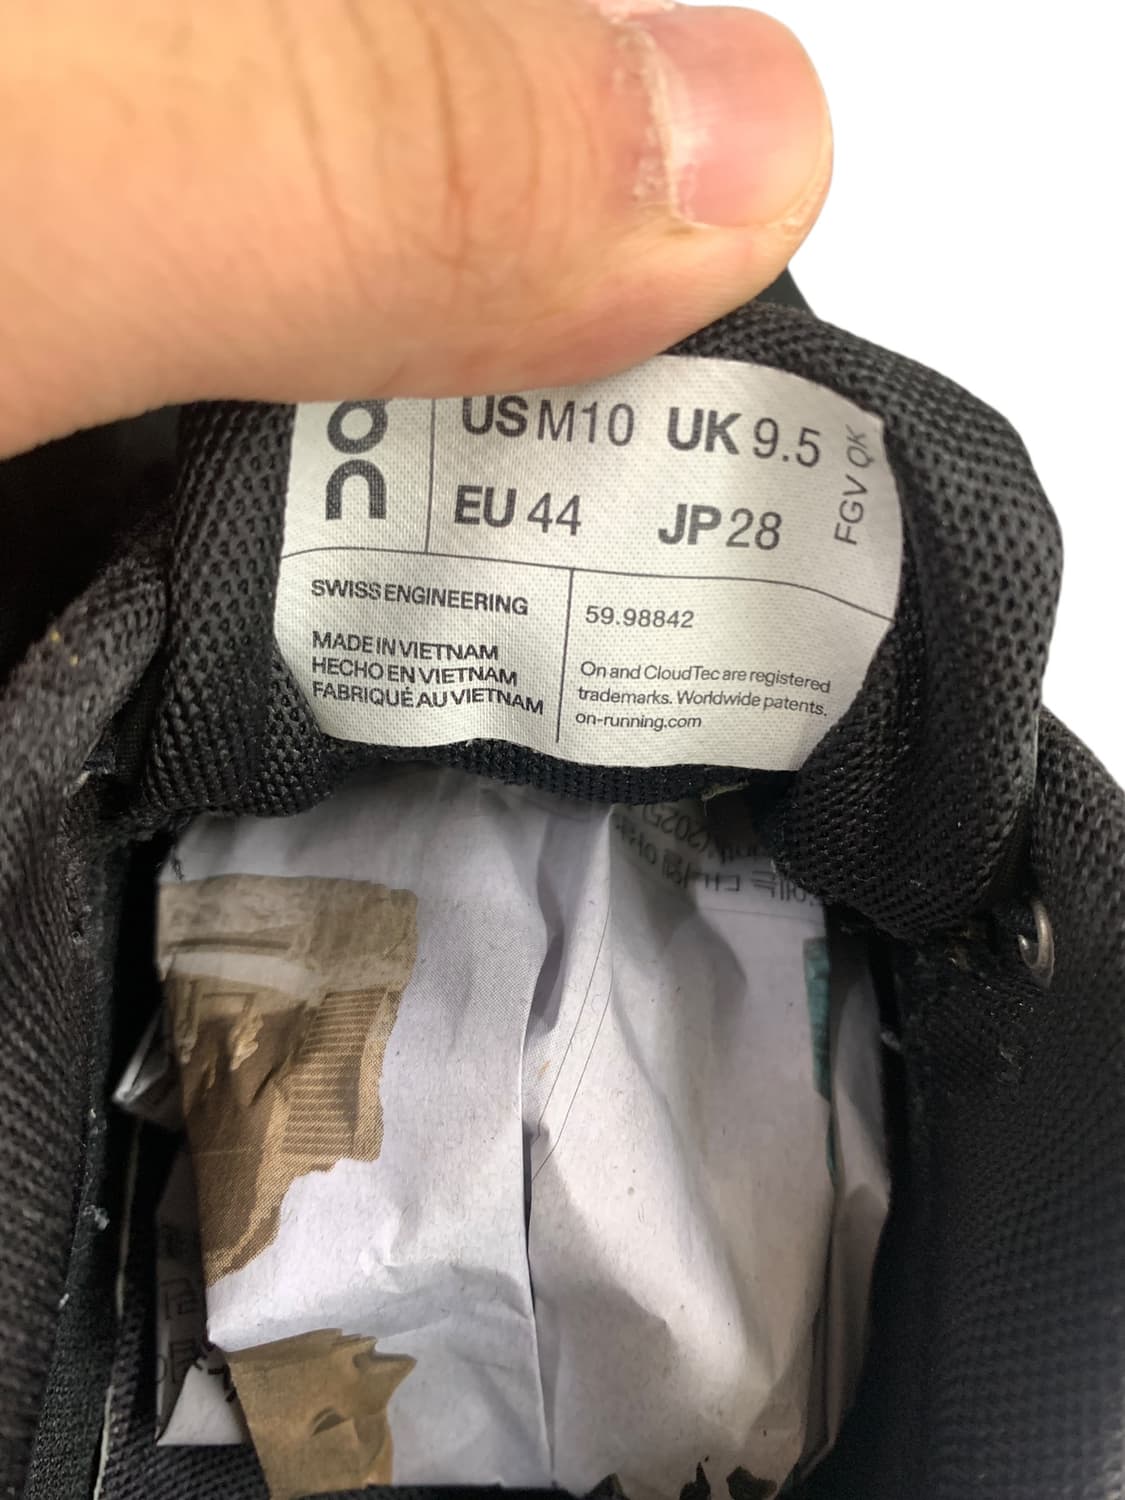 On
US M10 UK 9.5
EU 44 JP 28
FGV QK
SWISS ENGINEERING
MADE IN VIETNAM
HECHO EN VIETNAM
FABRIQUÉ AU VIETNAM
59.98842
On and CloudTec are registered
trademarks. Worldwide patents.
on-running.com